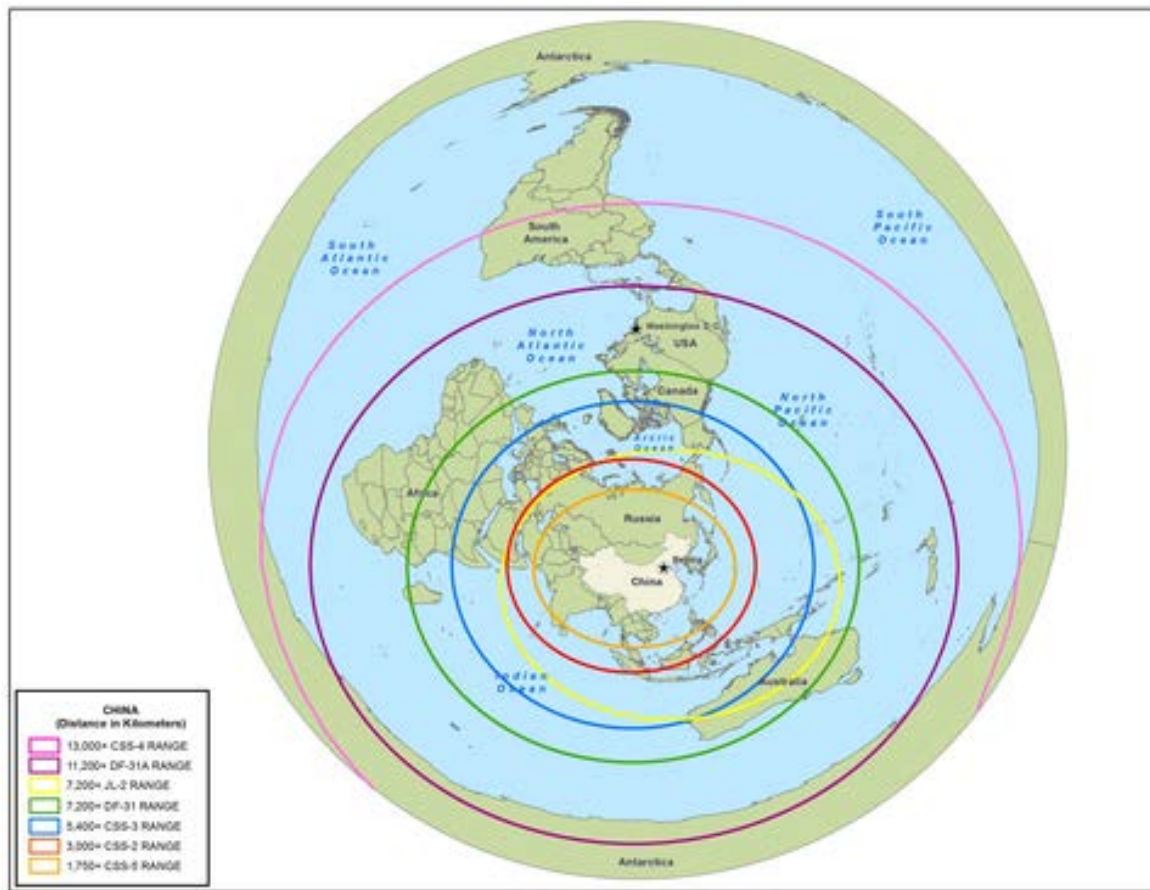 Antarctica
South
America
South
Atlantic
Ocean
South
Pacific
Ocean
Washington D.C.
USA
North
Atlantic
Ocean
Canada
North
Pacific
Ocean
Arctic
Ocean
Africa
Russia
Beijing
China
Indian
Ocean
Australia
Antarctica
CHINA
(Distance in Kilometers)
13,000+ CSS-4 RANGE
11,200+ DF-31A RANGE
7,200+ JL-2 RANGE
7,200+ DF-31 RANGE
5,400+ CSS-3 RANGE
3,000+ CSS-2 RANGE
1,750+ CSS-5 RANGE